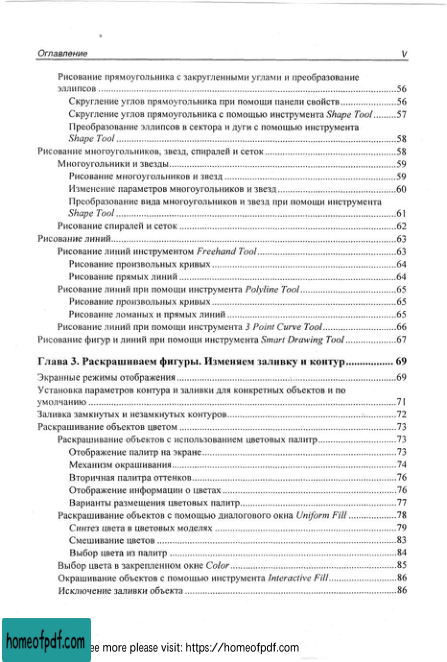 Оглавление V
Рисование прямоугольника с закругленными углами и преобразование
эллипсов ... 56
Скругление углов прямоугольника при помощи панели свойств ... 56
Скругление углов прямоугольника с помощью инструмента Shape Tool ... 57
Преобразование эллипсов в сектора и дуги с помощью инструмента
Shape Tool ... 58
Рисование многоугольников, звезд, спиралей и сеток ... 58
Многоугольники и звезды ... 59
Рисование многоугольников и звезд ... 59
Изменение параметров многоугольников и звезд ... 60
Преобразование вида многоугольников и звезд при помощи инструмента
Shape Tool ... 61
Рисование спиралей и сеток ... 62
Рисование линий ... 63
Рисование линий инструментом Freehand Tool ... 63
Рисование произвольных кривых ... 64
Рисование прямых линий ... 64
Рисование линий при помощи инструмента Polyline Tool ... 65
Рисование произвольных кривых ... 65
Рисование ломаных и прямых линий ... 65
Рисование линий при помощи инструмента 3 Point Curve Tool ... 66
Рисование фигур и линий при помощи инструмента Smart Drawing Tool ... 67
Глава 3. Раскрашиваем фигуры. Изменяем заливку и контур ... 69
Экранные режимы отображения ... 69
Установка параметров контура и заливки для конкретных объектов и по
умолчанию ... 71
Заливка замкнутых и незамкнутых контуров ... 72
Раскрашивание объектов цветом ... 73
Раскрашивание объектов с использованием цветовых палитр ... 73
Отображение палитр на экране ... 73
Механизм окрашивания ... 74
Вторичная палитра оттенков ... 76
Отображение информации о цветах ... 76
Варианты размещения цветовых палитр ... 77
Раскрашивание объектов с помощью диалогового окна Uniform Fill ... 78
Синтез цвета в цветовых моделях ... 79
Смешивание цветов ... 83
Выбор цвета из палитр ... 84
Выбор цвета в закрепленном окне Color ... 85
Окрашивание объектов с помощью инструмента Interactive Fill ... 86
Исключение заливки объекта ... 86
homeofpdf.com
ee more please visit: https://homeofpdf.com